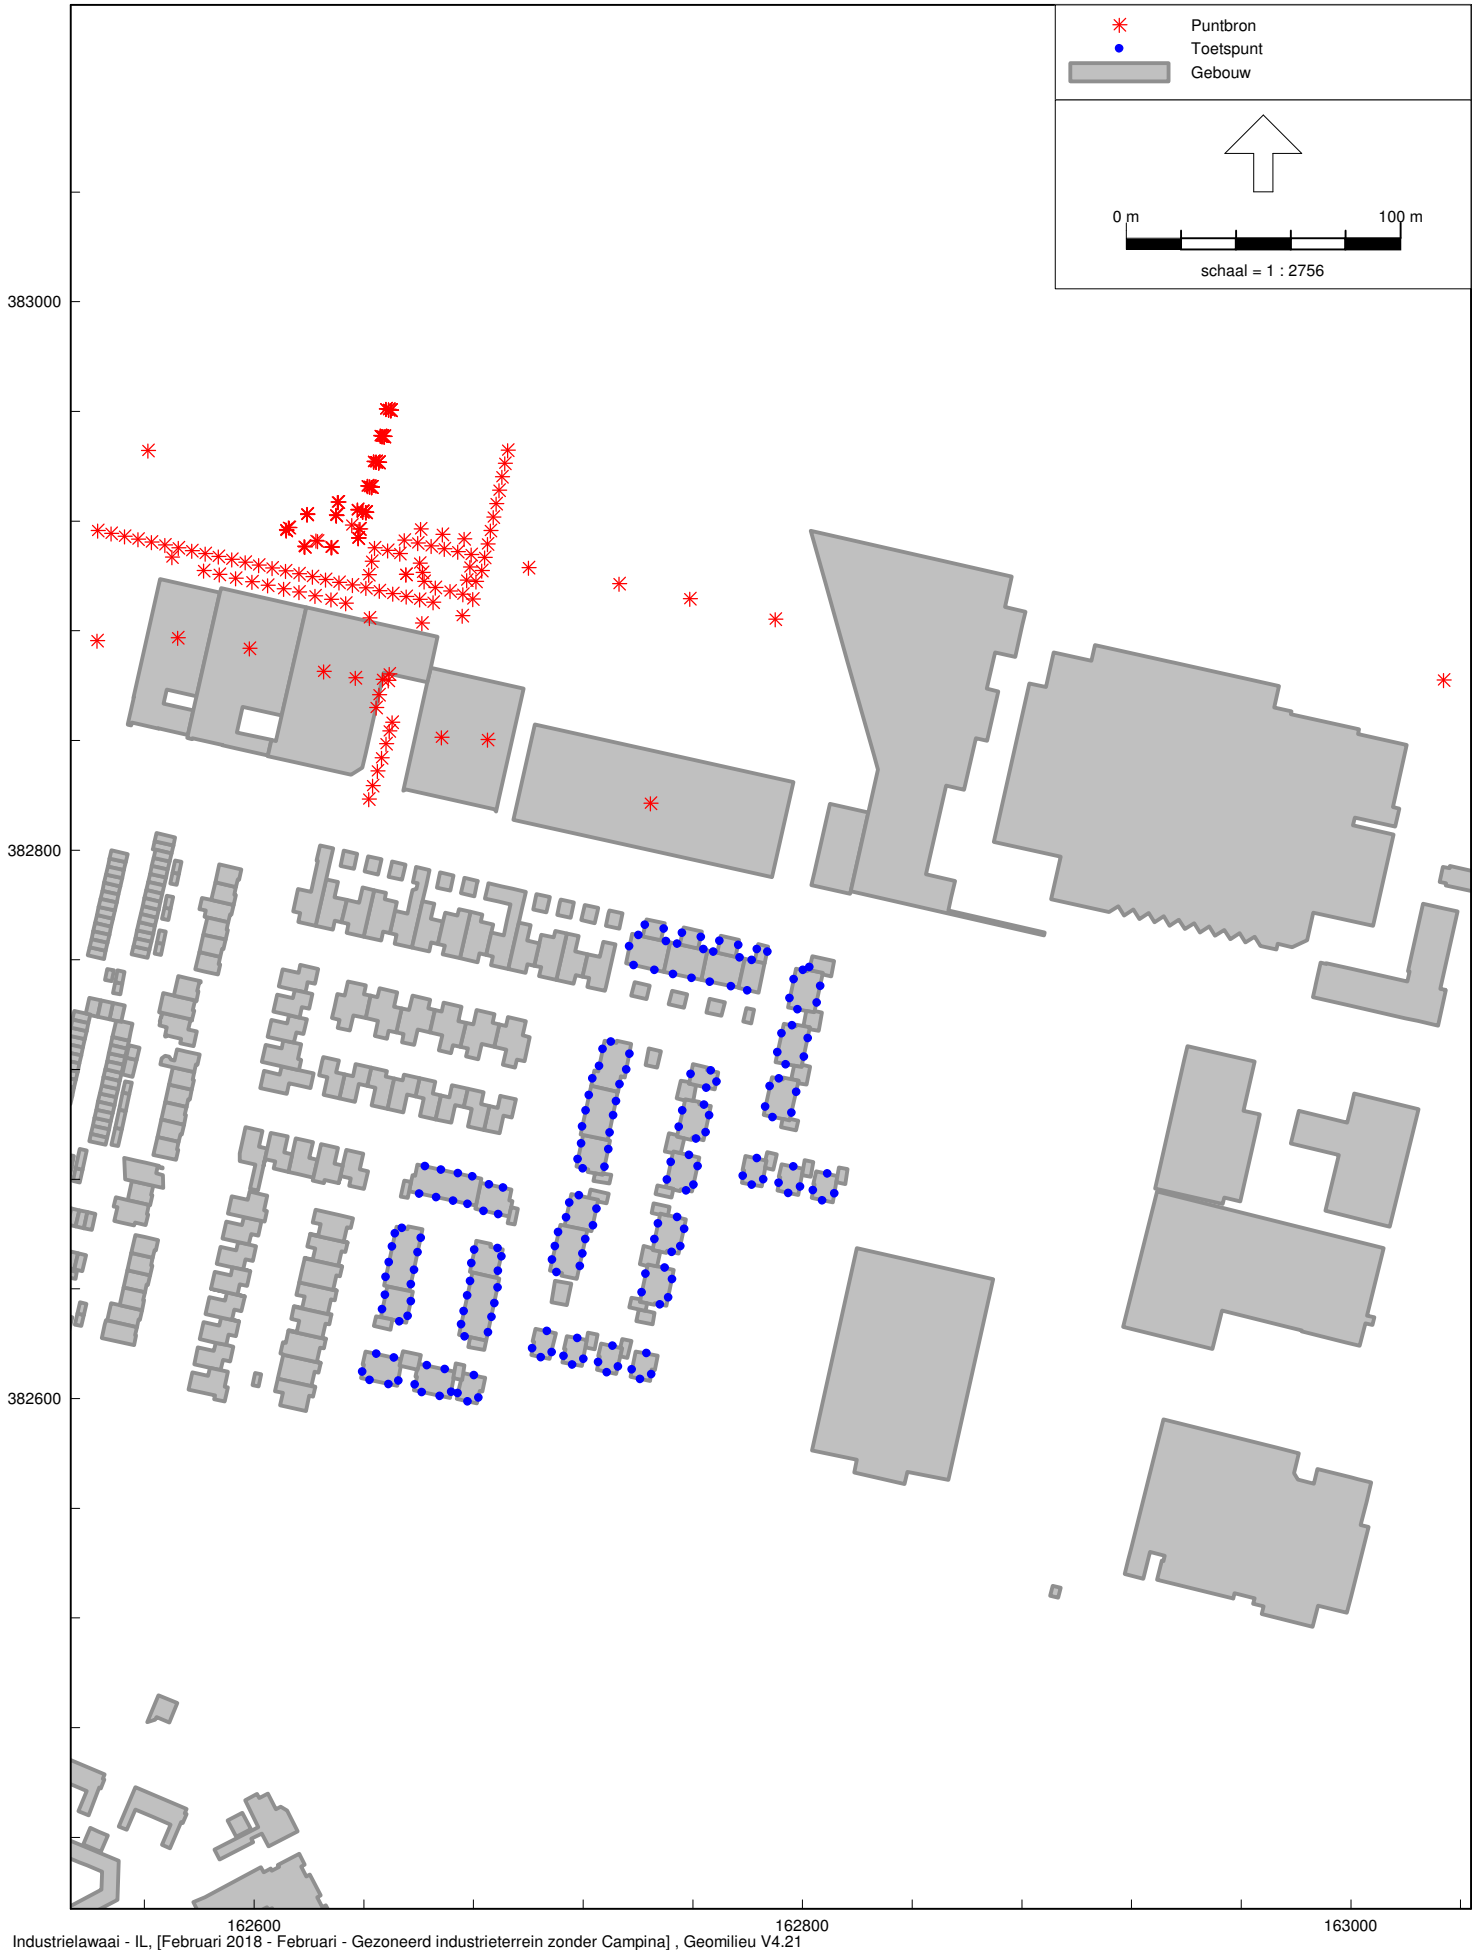 Puntbron
Toetspunt
Gebouw
0 m 100 m
schaal = 1 : 2756
383000
382800
382600
162600 162800 163000
Industrielawaai - IL, [Februari 2018 - Februari - Gezoneerd industrieterrein zonder Campina] , Geomilieu V4.21